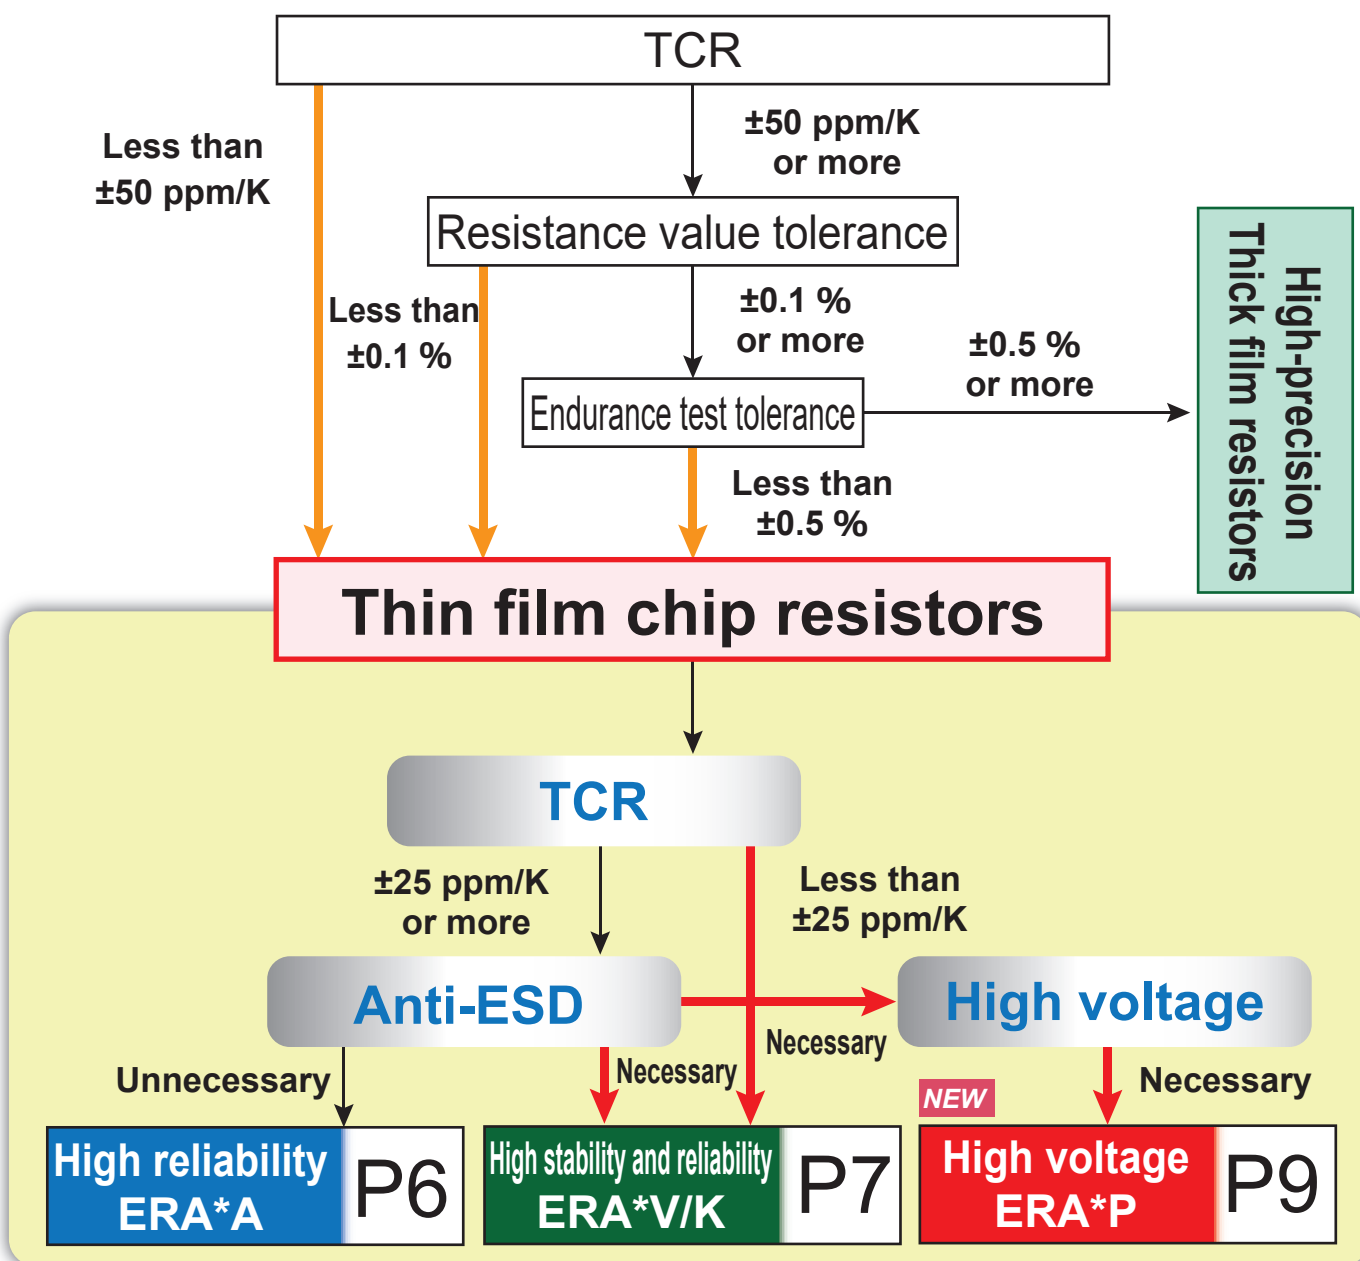 TCR
Less than
±50 ppm/K
±50 ppm/K
or more
Resistance value tolerance
Less than
±0.1 %
±0.1 %
or more
Endurance test tolerance
±0.5 %
or more
High-precision
Thick film resistors
Less than
±0.5 %
Thin film chip resistors
TCR
±25 ppm/K
or more
Less than
±25 ppm/K
Anti-ESD
High voltage
Unnecessary
Necessary
Necessary
Necessary
NEW
High reliability
ERA*A
P6
High stability and reliability
ERA*V/K
P7
High voltage
ERA*P
P9